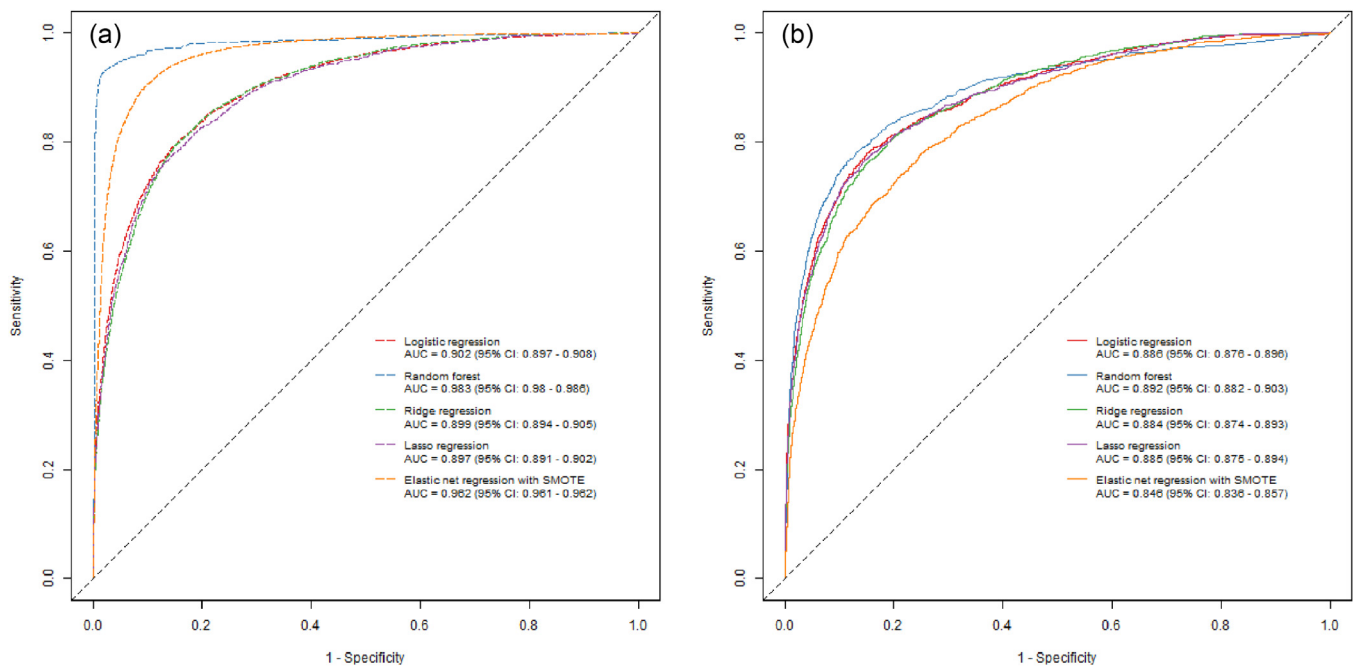 (a)
1.0
0.8
0.6
0.4
0.2
0.0
Sensitivity
Logistic regression
AUC = 0.902 (95% CI: 0.897 - 0.908)
Random forest
AUC = 0.983 (95% CI: 0.98 - 0.986)
Ridge regression
AUC = 0.899 (95% CI: 0.894 - 0.905)
Lasso regression
AUC = 0.897 (95% CI: 0.891 - 0.902)
Elastic net regression with SMOTE
AUC = 0.962 (95% CI: 0.961 - 0.962)
0.0 0.2 0.4 0.6 0.8 1.0
1 - Specificity
(b)
1.0
0.8
0.6
0.4
0.2
0.0
Sensitivity
Logistic regression
AUC = 0.886 (95% CI: 0.876 - 0.896)
Random forest
AUC = 0.892 (95% CI: 0.882 - 0.903)
Ridge regression
AUC = 0.884 (95% CI: 0.874 - 0.893)
Lasso regression
AUC = 0.885 (95% CI: 0.875 - 0.894)
Elastic net regression with SMOTE
AUC = 0.846 (95% CI: 0.836 - 0.857)
0.0 0.2 0.4 0.6 0.8 1.0
1 - Specificity